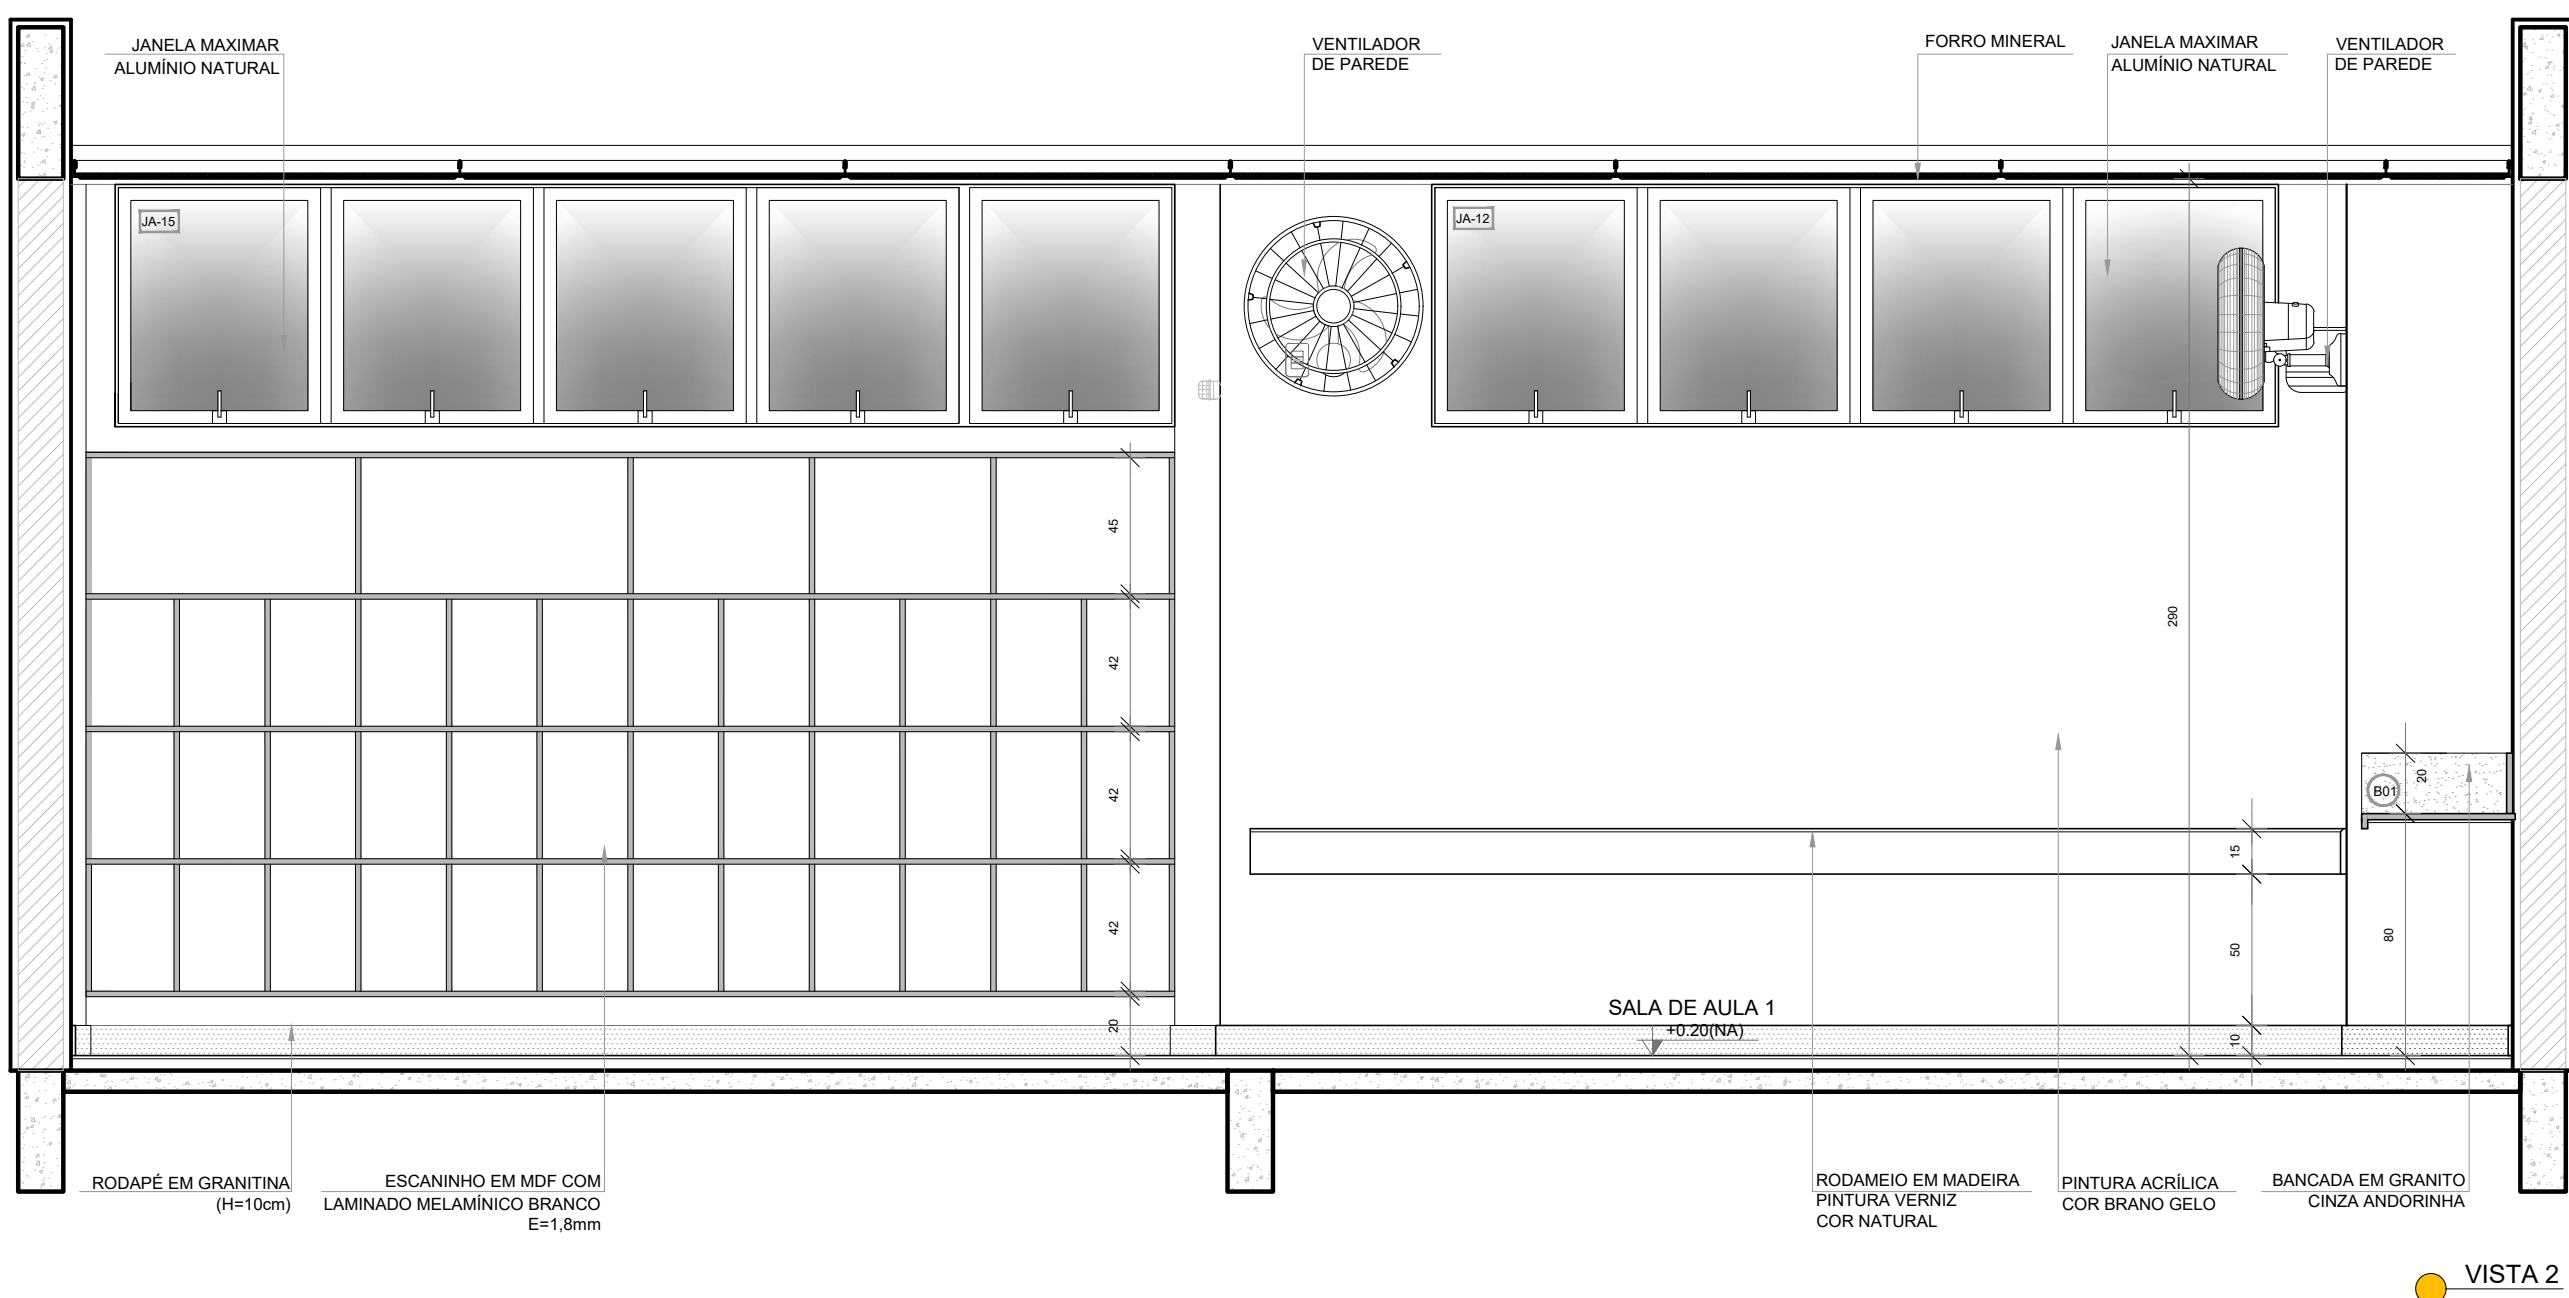 JANELA MAXIMAR
ALUMÍNIO NATURAL
VENTILADOR
DE PAREDE
FORRO MINERAL
JANELA MAXIMAR
ALUMÍNIO NATURAL
VENTILADOR
DE PAREDE
JA-15
JA-12
45
42
42
42
20
290
20
B01
15
50
80
10
SALA DE AULA 1
+0.20(NA)
RODAPÉ EM GRANITINA
(H=10cm)
ESCANINHO EM MDF COM
LAMINADO MELAMÍNICO BRANCO
E=1,8mm
RODAMEIO EM MADEIRA
PINTURA VERNIZ
COR NATURAL
PINTURA ACRÍLICA
COR BRANO GELO
BANCADA EM GRANITO
CINZA ANDORINHA
VISTA 2